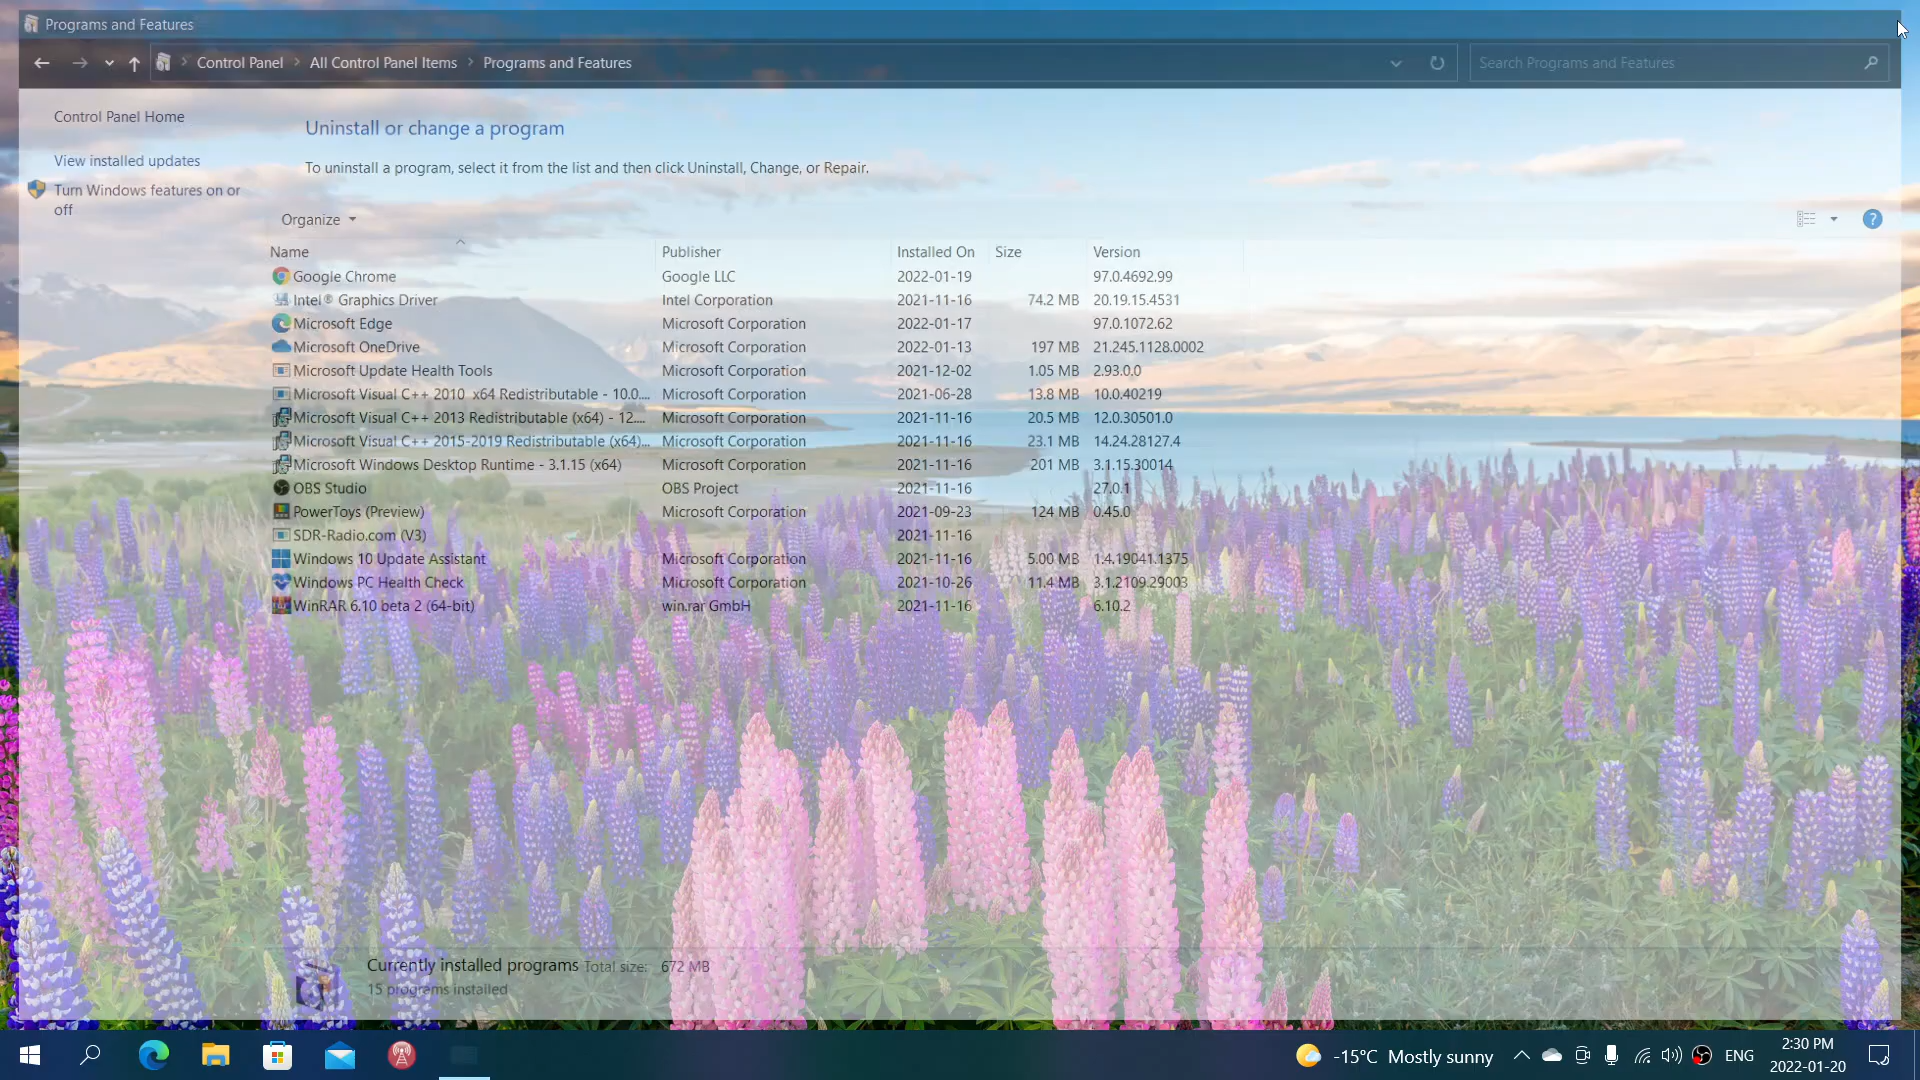 Programs and Features
Control Panel > All Control Panel Items > Programs and Features
Search Programs and Features
Control Panel Home
View installed updates
Turn Windows features on or
off
Uninstall or change a program
To uninstall a program, select it from the list and then click Uninstall, Change, or Repair.
Organize
Name Publisher Installed On Size Version
Google Chrome Google LLC 2022-01-19 97.0.4692.99
Intel® Graphics Driver Intel Corporation 2021-11-16 74.2 MB 20.19.15.4531
Microsoft Edge Microsoft Corporation 2022-01-17 97.0.1072.62
Microsoft OneDrive Microsoft Corporation 2022-01-13 197 MB 21.245.1128.0002
Microsoft Update Health Tools Microsoft Corporation 2021-12-02 1.05 MB 2.93.0.0
Microsoft Visual C++ 2010 x64 Redistributable - 10.0.... Microsoft Corporation 2021-06-28 13.8 MB 10.0.40219
Microsoft Visual C++ 2013 Redistributable (x64) - 12.... Microsoft Corporation 2021-11-16 20.5 MB 12.0.30501.0
Microsoft Visual C++ 2015-2019 Redistributable (x64)... Microsoft Corporation 2021-11-16 23.1 MB 14.24.28127.4
Microsoft Windows Desktop Runtime - 3.1.15 (x64) Microsoft Corporation 2021-11-16 201 MB 3.1.15.30014
OBS Studio OBS Project 2021-11-16 27.0.1
PowerToys (Preview) Microsoft Corporation 2021-09-23 124 MB 0.45.0
SDR-Radio.com (V3) 2021-11-16
Windows 10 Update Assistant Microsoft Corporation 2021-11-16 5.00 MB 1.4.19041.1375
Windows PC Health Check Microsoft Corporation 2021-10-26 11.4 MB 3.1.2109.29003
WinRAR 6.10 beta 2 (64-bit) win.rar GmbH 2021-11-16 6.10.2
Currently installed programs Total size: 672 MB
15 programs installed
-15°C Mostly sunny
ENG
2:30 PM
2022-01-20